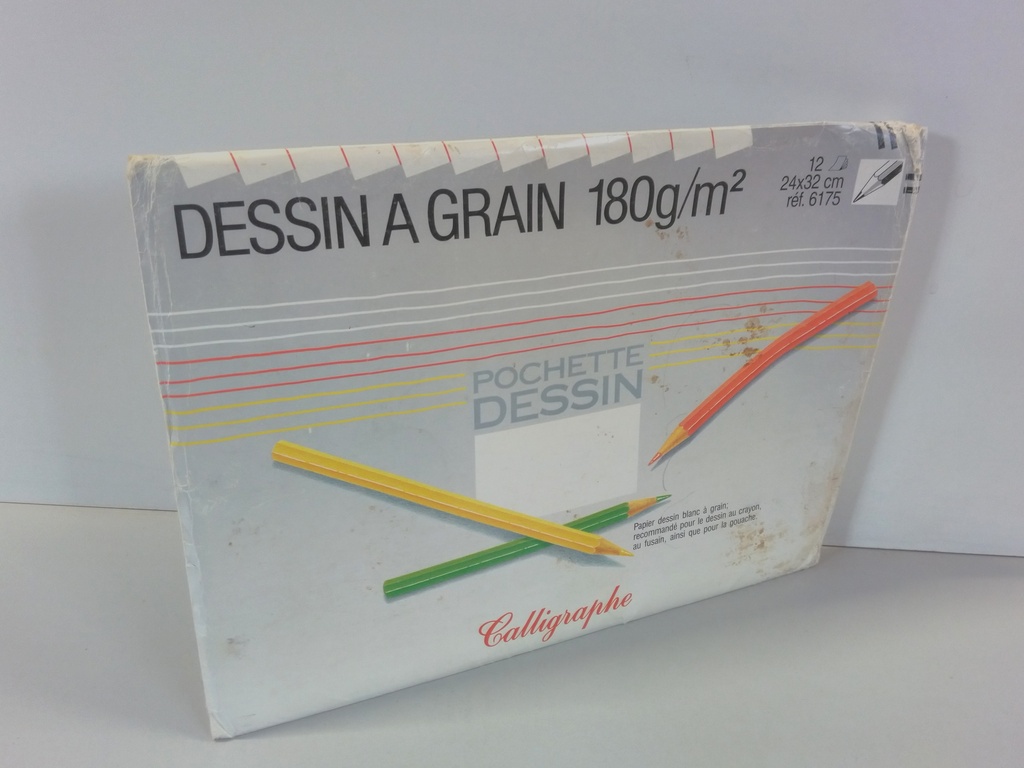 DESSIN A GRAIN 180g/m²
12
24x32 cm
réf. 6175
POCHETTE
DESSIN
Papier dessin blanc à grain;
recommandé pour le dessin au crayon,
au fusain, ainsi que pour la gouache.
Calligraphe